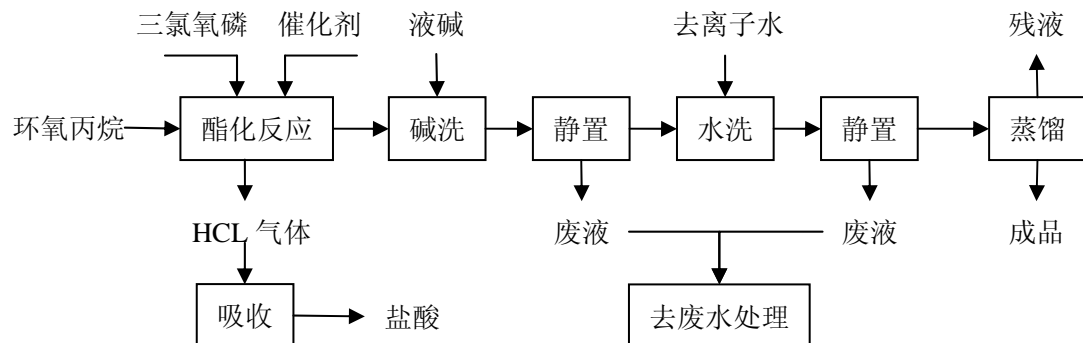 三氯氧磷 催化剂 液碱 去离子水 残液
环氧丙烷 酯化反应 碱洗 静置 水洗 静置 蒸馏
HCL 气体 废液 废液 成品
吸收 盐酸 去废水处理